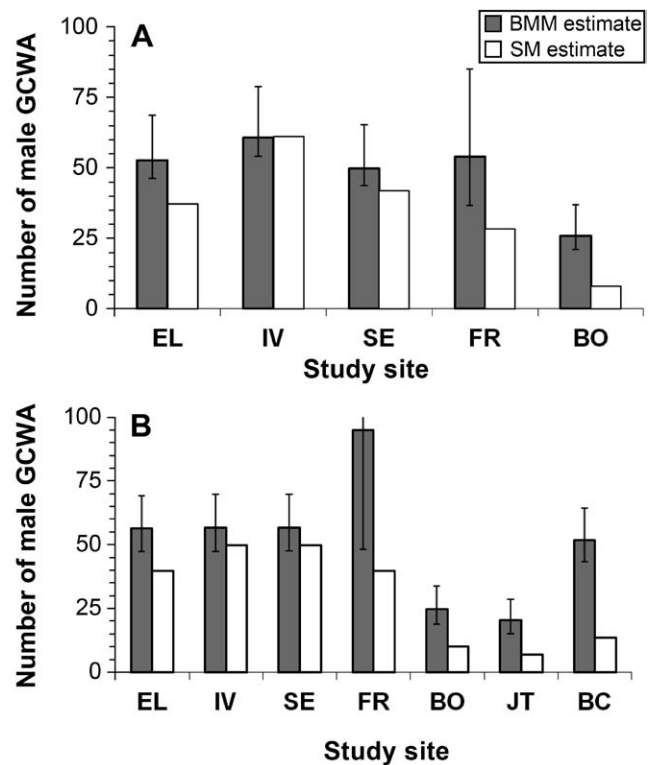 A
BMM estimate
SM estimate
Number of male GCWA
100
75
50
25
0
EL IV SE FR BO
Study site
B
Number of male GCWA
100
75
50
25
0
EL IV SE FR BO JT BC
Study site